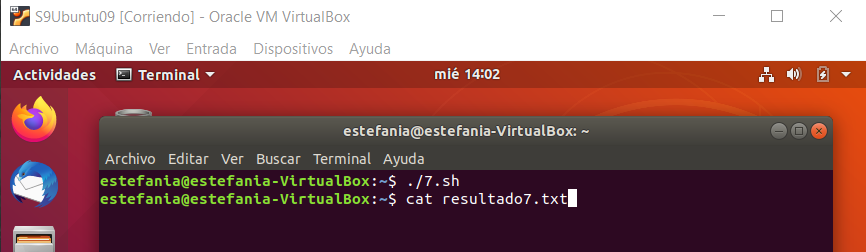 S9Ubuntu09 [Corriendo] - Oracle VM VirtualBox
Archivo Máquina Ver Entrada Dispositivos Ayuda
Actividades Terminal mié 14:02
estefania@estefania-VirtualBox: ~
Archivo Editar Ver Buscar Terminal Ayuda
estefania@estefania-VirtualBox:~$ ./7.sh
estefania@estefania-VirtualBox:~$ cat resultado7.txt